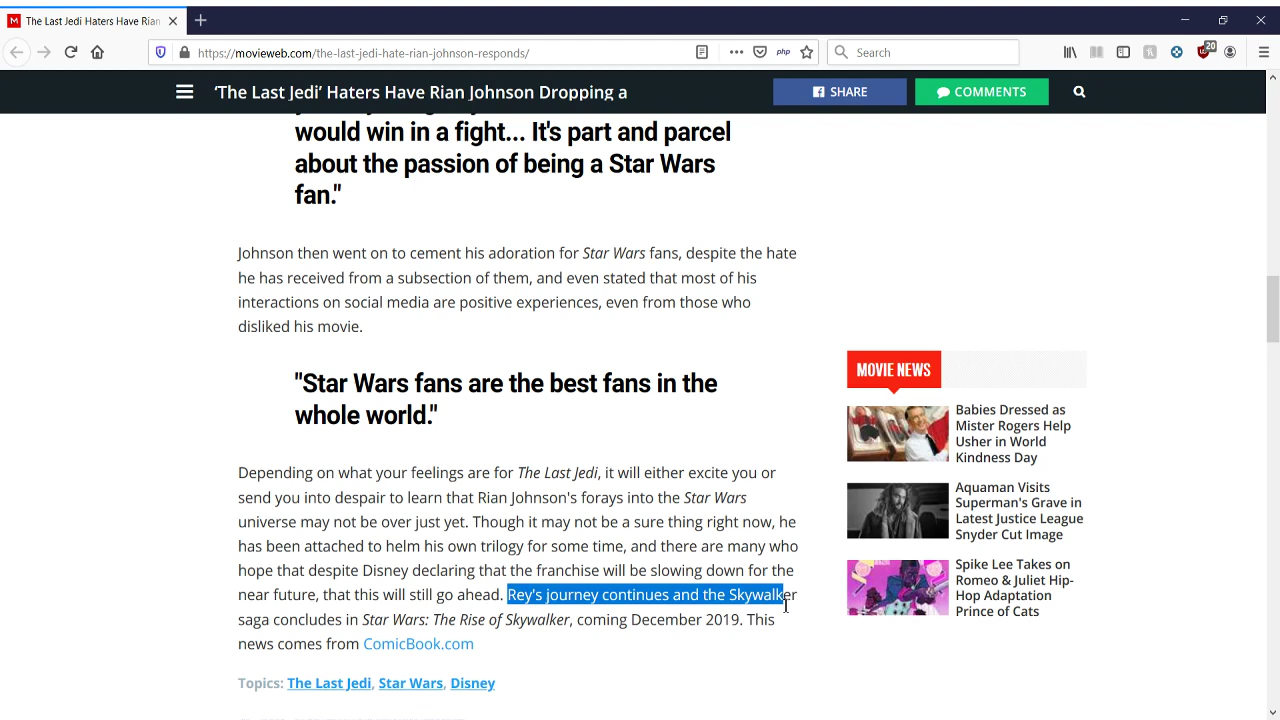 The Last Jedi Haters Have Rian
https://movieweb.com/the-last-jedi-hate-rian-johnson-responds/
php
Search
20
'The Last Jedi' Haters Have Rian Johnson Dropping a
SHARE
COMMENTS
would win in a fight... It's part and parcel
about the passion of being a Star Wars
fan."
Johnson then went on to cement his adoration for Star Wars fans, despite the hate
he has received from a subsection of them, and even stated that most of his
interactions on social media are positive experiences, even from those who
disliked his movie.
"Star Wars fans are the best fans in the
whole world."
Depending on what your feelings are for The Last Jedi, it will either excite you or
send you into despair to learn that Rian Johnson's forays into the Star Wars
universe may not be over just yet. Though it may not be a sure thing right now, he
has been attached to helm his own trilogy for some time, and there are many who
hope that despite Disney declaring that the franchise will be slowing down for the
near future, that this will still go ahead. Rey's journey continues and the Skywalker
saga concludes in Star Wars: The Rise of Skywalker, coming December 2019. This
news comes from ComicBook.com
Topics: The Last Jedi, Star Wars, Disney
MOVIE NEWS
Babies Dressed as
Mister Rogers Help
Usher in World
Kindness Day
Aquaman Visits
Superman's Grave in
Latest Justice League
Snyder Cut Image
Spike Lee Takes on
Romeo & Juliet Hip-
Hop Adaptation
Prince of Cats